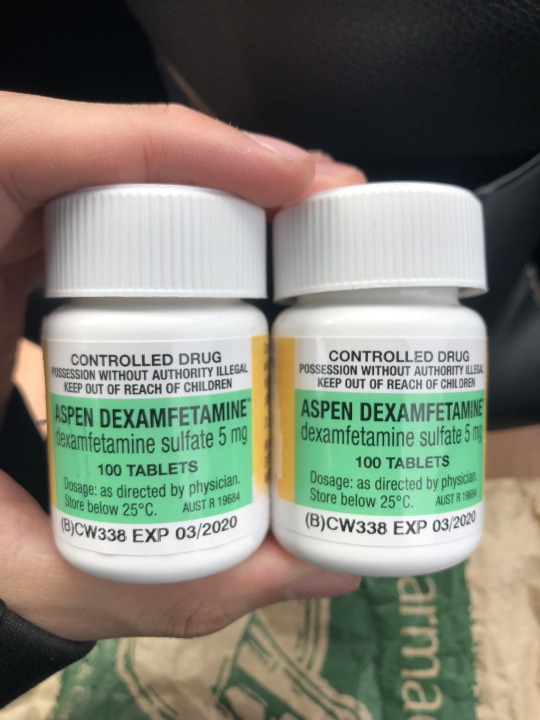 CONTROLLED DRUG
POSSESSION WITHOUT AUTHORITY ILLEGAL
KEEP OUT OF REACH OF CHILDREN
ASPEN DEXAMFETAMINE™
dexamfetamine sulfate 5 mg
100 TABLETS
Dosage: as directed by physician.
Store below 25°C. AUST R 19684
(B)CW338 EXP 03/2020
CONTROLLED DRUG
POSSESSION WITHOUT AUTHORITY ILLEGAL
KEEP OUT OF REACH OF CHILDREN
ASPEN DEXAMFETAMINE
dexamfetamine sulfate 5 mg
100 TABLETS
Dosage: as directed by physician.
Store below 25°C. AUST R 19684
(B)CW338 EXP 03/2020
arma